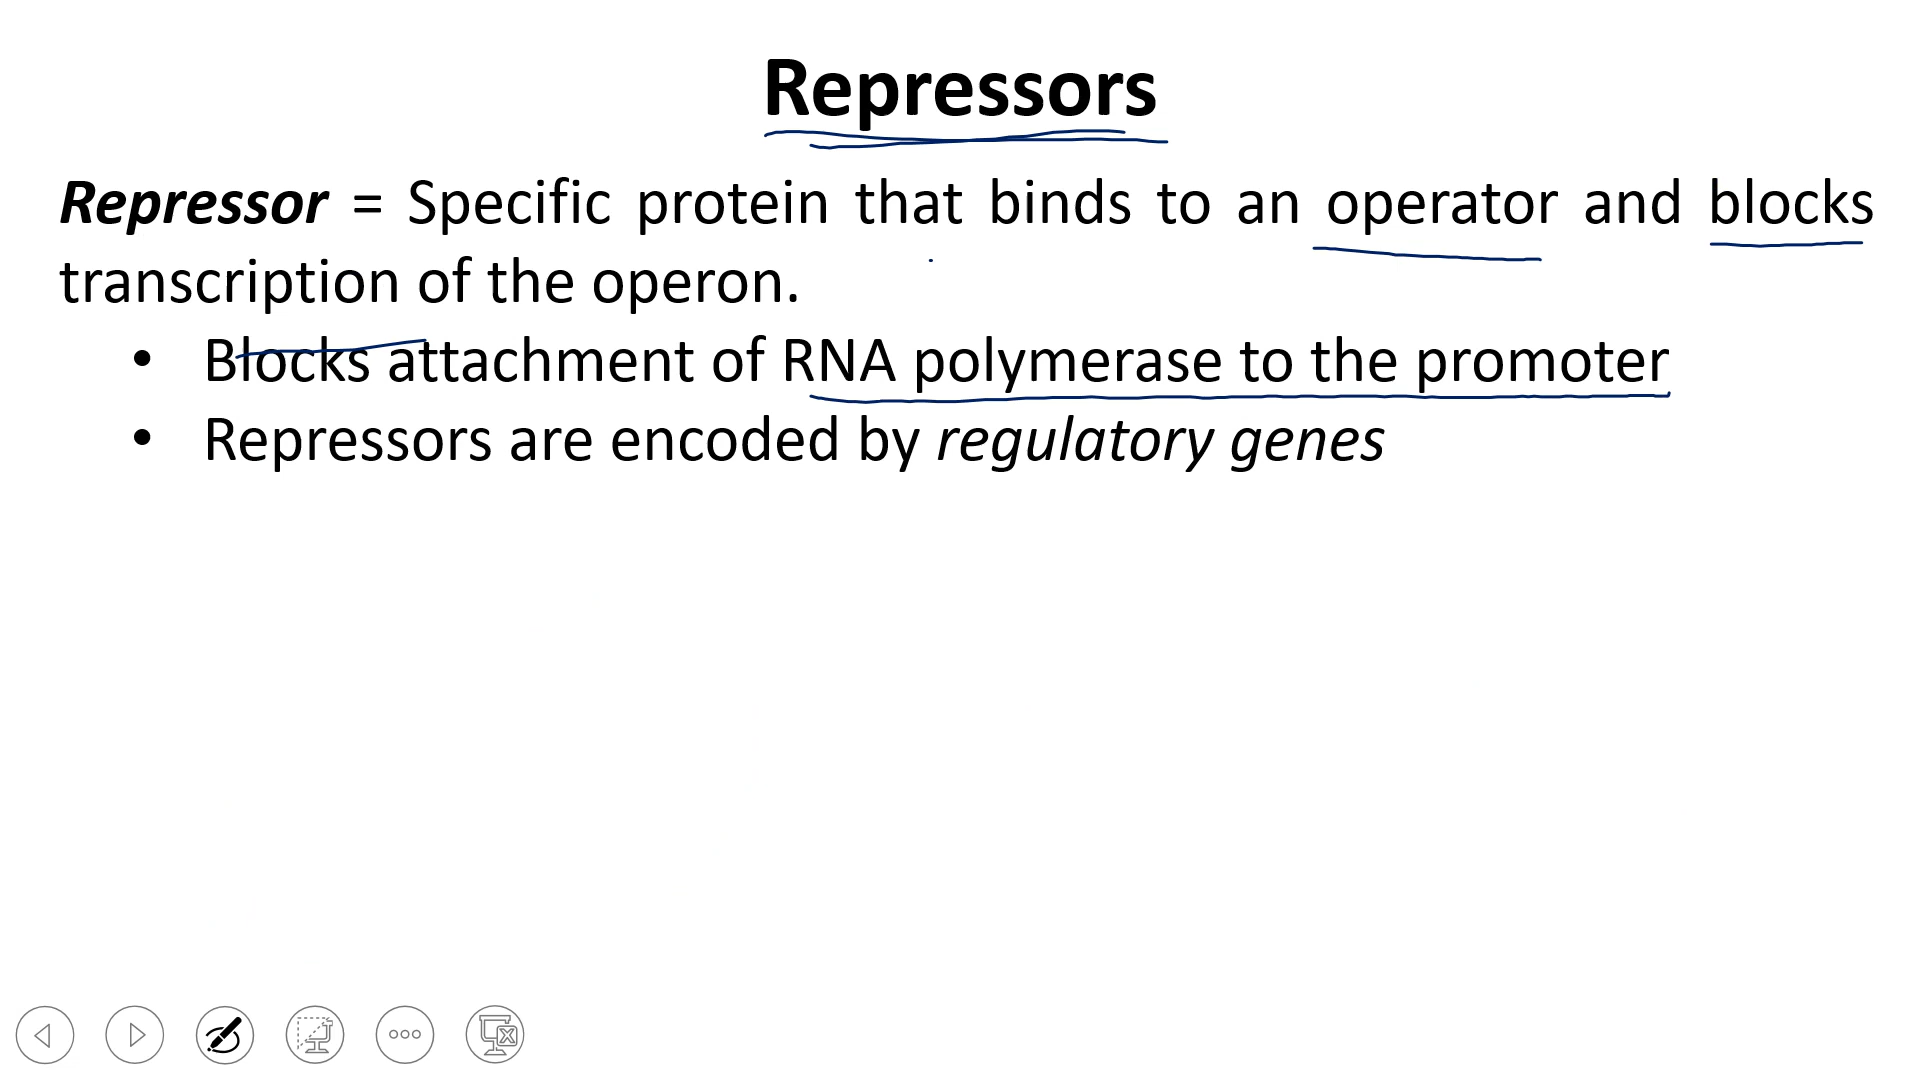 Repressors
Repressor = Specific protein that binds to an operator and blocks
transcription of the operon.
• Blocks attachment of RNA polymerase to the promoter
• Repressors are encoded by regulatory genes